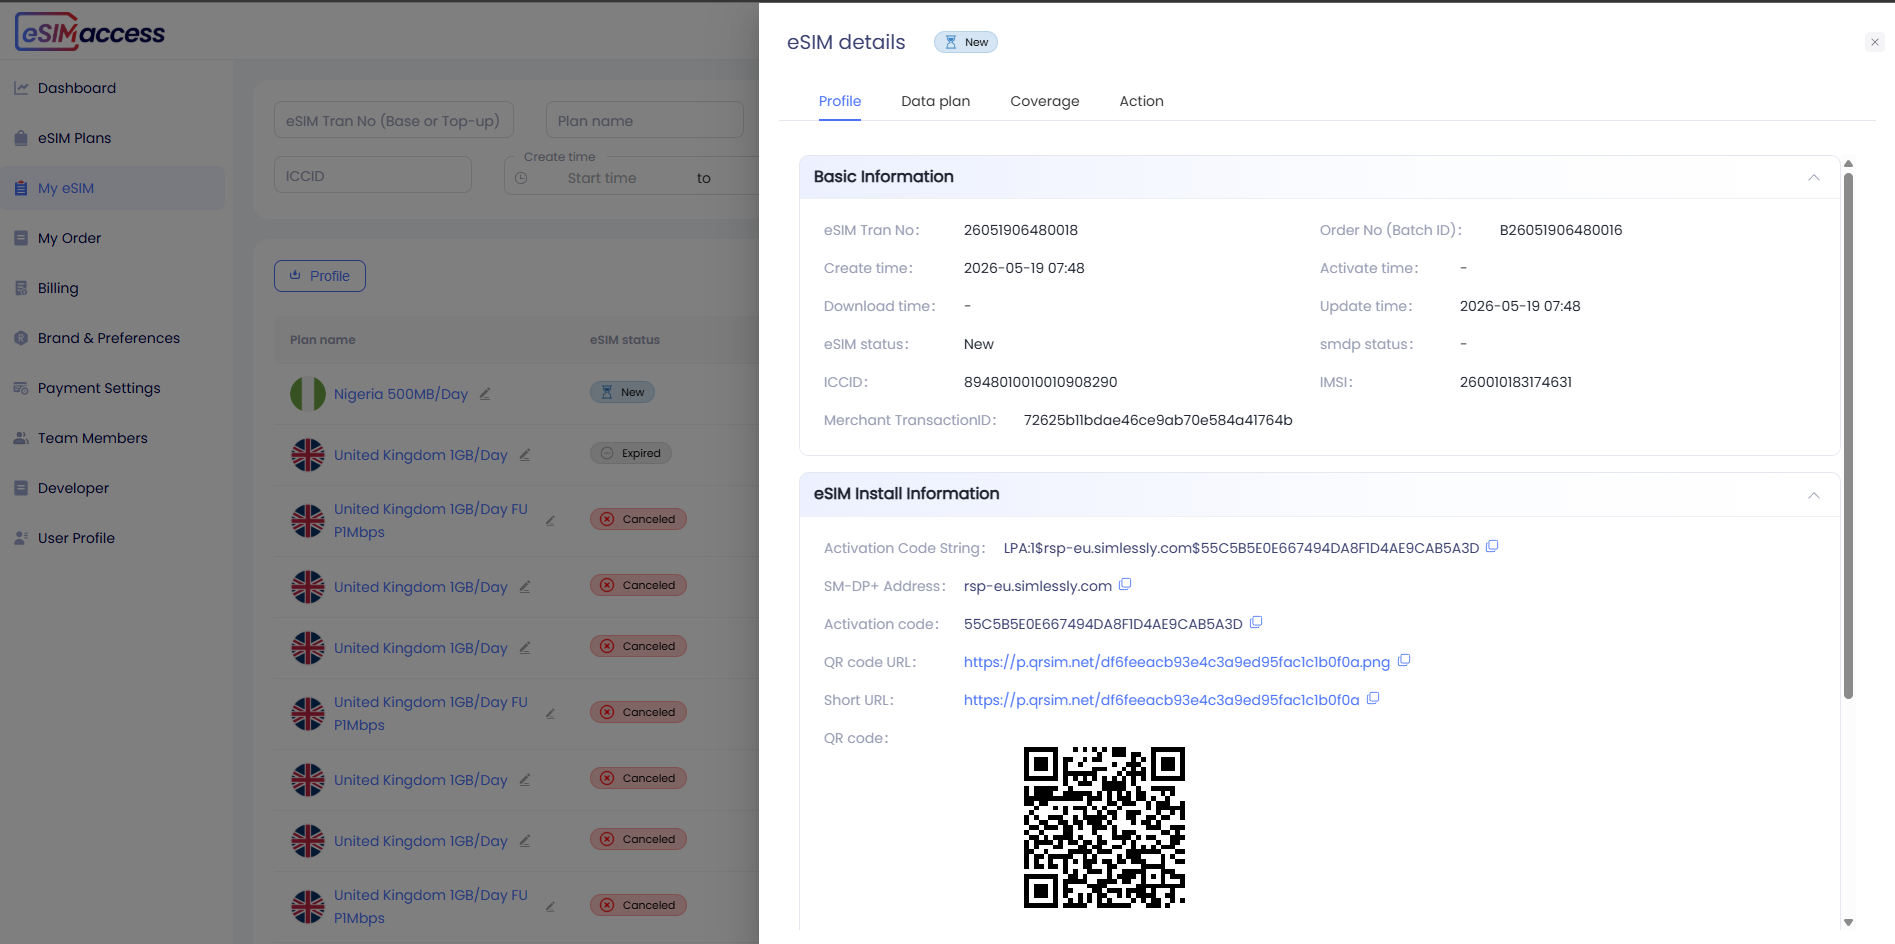 eSIMaccess
Dashboard
eSIM Plans
My eSIM
My Order
Billing
Brand & Preferences
Payment Settings
Team Members
Developer
User Profile
eSIM Tran No (Base or Top-up)
Plan name
ICCID
Create time
Start time
to
Profile
Plan name
eSIM status
Nigeria 500MB/Day
New
United Kingdom 1GB/Day
Expired
United Kingdom 1GB/Day FU
P1Mbps
Canceled
United Kingdom 1GB/Day
Canceled
United Kingdom 1GB/Day
Canceled
United Kingdom 1GB/Day FU
P1Mbps
Canceled
United Kingdom 1GB/Day
Canceled
United Kingdom 1GB/Day
Canceled
United Kingdom 1GB/Day FU
P1Mbps
Canceled
eSIM details
New
Profile
Data plan
Coverage
Action
Basic Information
eSIM Tran No: 26051906480018
Order No (Batch ID): B26051906480016
Create time: 2026-05-19 07:48
Activate time: -
Download time: -
Update time: 2026-05-19 07:48
eSIM status: New
smdp status: -
ICCID: 8948010010010908290
IMSI: 260010183174631
Merchant TransactionID: 72625b11bdae46ce9ab70e584a41764b
eSIM Install Information
Activation Code String: LPA:1$rsp-eu.simlessly.com$55C5B5E0E667494DA8F1D4AE9CAB5A3D
SM-DP+ Address: rsp-eu.simlessly.com
Activation code: 55C5B5E0E667494DA8F1D4AE9CAB5A3D
QR code URL: https://p.qrsim.net/df6feeacb93e4c3a9ed95fac1c1b0f0a.png
Short URL: https://p.qrsim.net/df6feeacb93e4c3a9ed95fac1c1b0f0a
QR code: